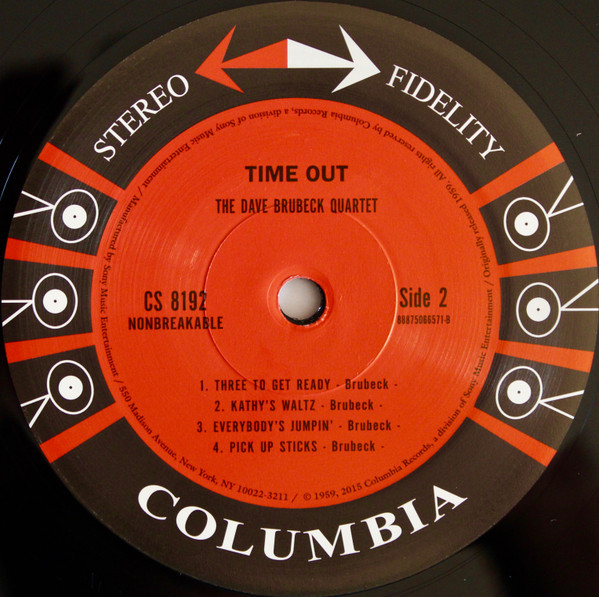 STEREO FIDELITY
TIME OUT
THE DAVE BRUBECK QUARTET
CS 8192
NONBREAKABLE
Side 2
88875066571-B
1. THREE TO GET READY - Brubeck -
2. KATHY'S WALTZ - Brubeck -
3. EVERYBODY'S JUMPIN' - Brubeck -
4. PICK UP STICKS - Brubeck -
/ Manufactured by Sony Music Entertainment / 550 Madison Avenue, New York, NY 10022-3211 / © 1959, 2015 Columbia Records, a division of Sony Music Entertainment / Originally released 1959. All rights reserved by Columbia Records, a division of Sony Music Entertainment
COLUMBIA